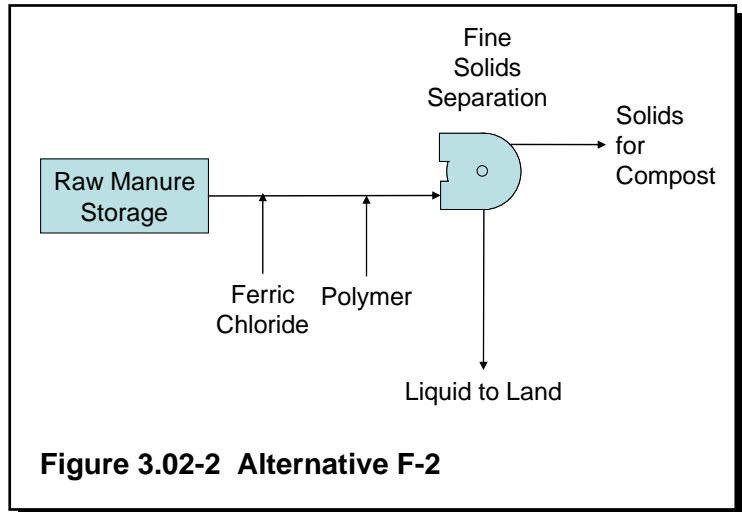 Fine
Solids
Separation
Solids
for
Compost
Raw Manure
Storage
Ferric
Chloride
Polymer
Liquid to Land
Figure 3.02-2 Alternative F-2